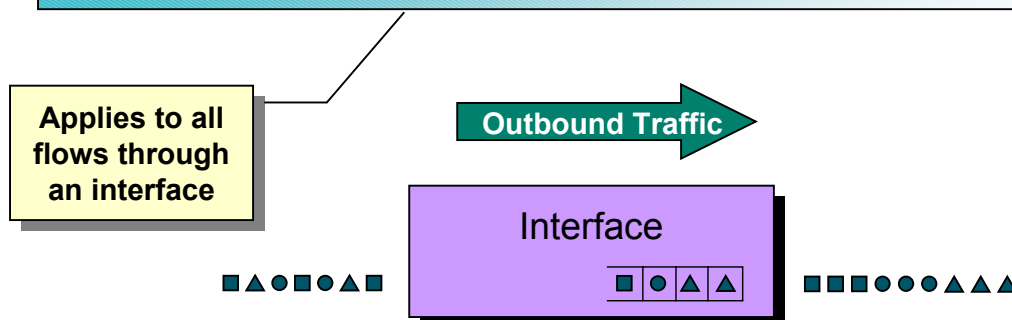 Applies to all
flows through
an interface
Outbound Traffic
Interface